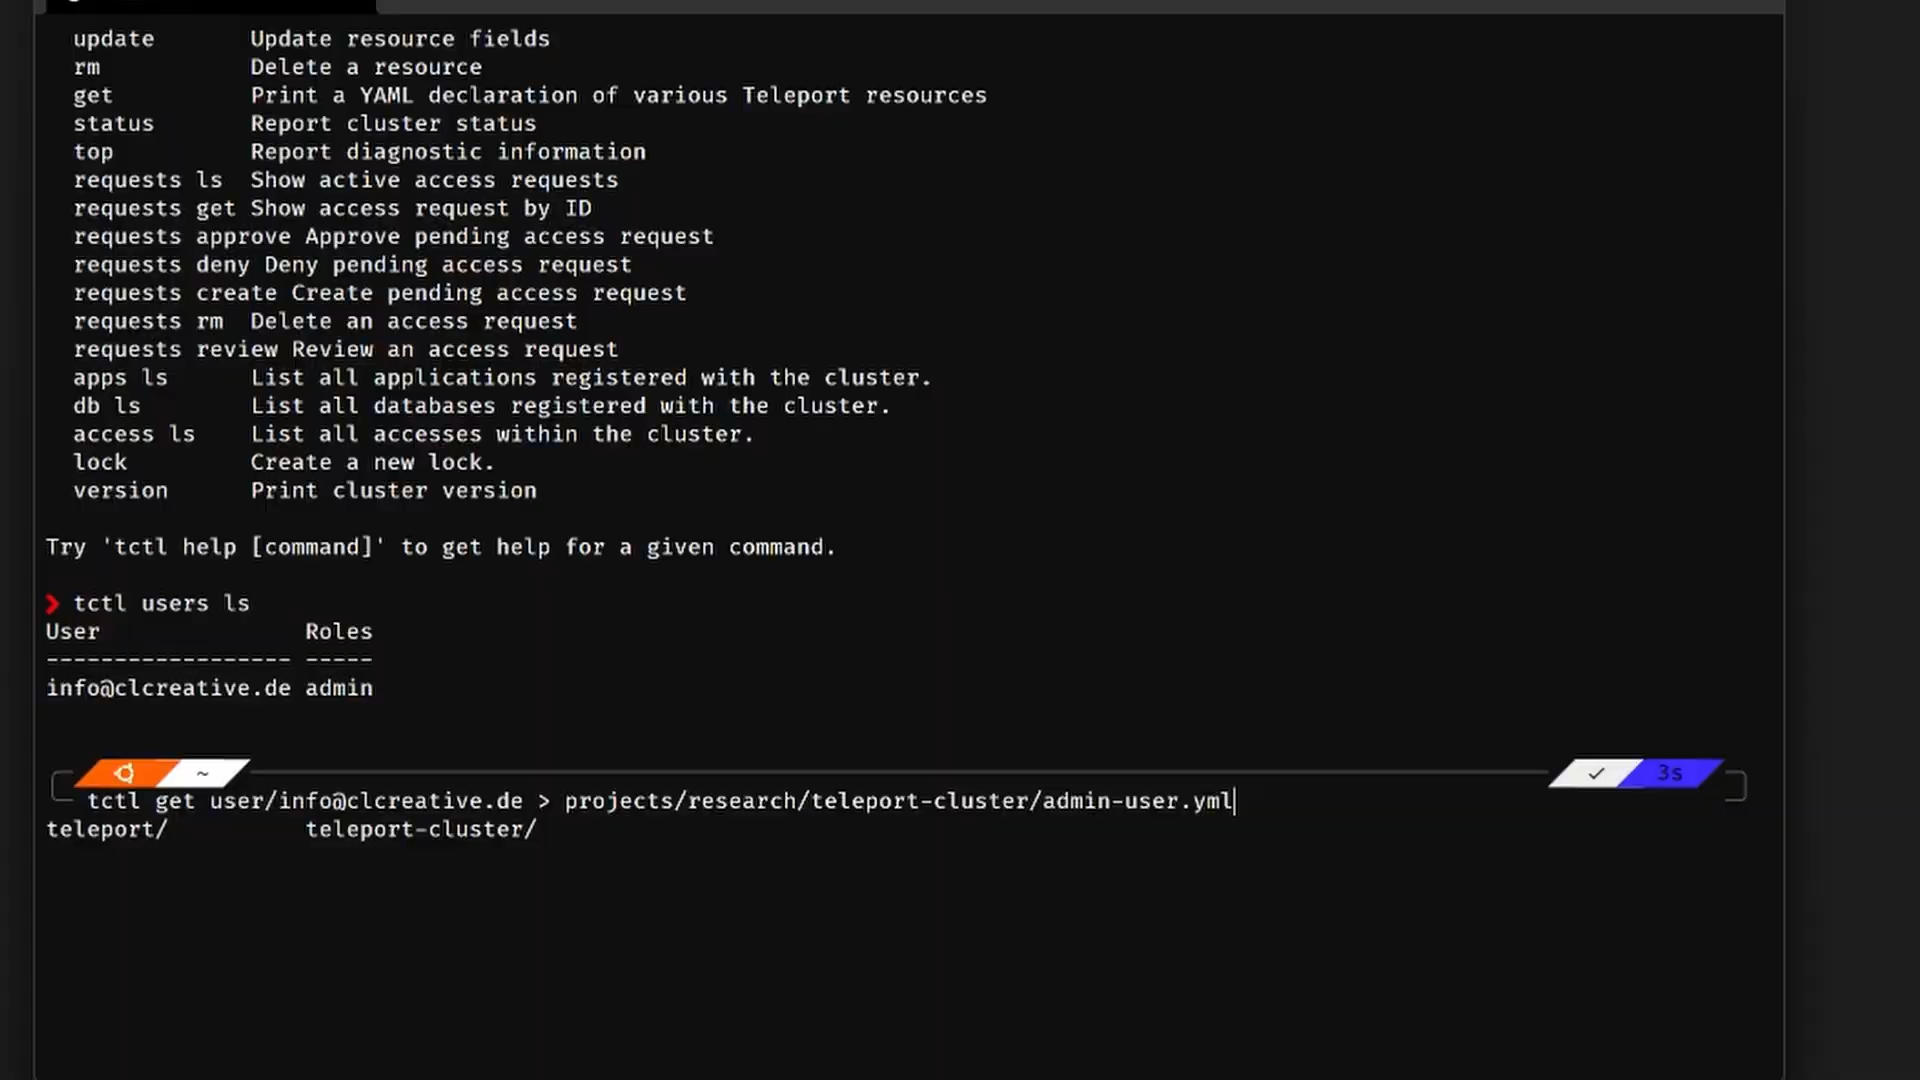 update       Update resource fields
rm           Delete a resource
get          Print a YAML declaration of various Teleport resources
status       Report cluster status
top          Report diagnostic information
requests ls  Show active access requests
requests get Show access request by ID
requests approve Approve pending access request
requests deny Deny pending access request
requests create Create pending access request
requests rm  Delete an access request
requests review Review an access request
apps ls      List all applications registered with the cluster.
db ls        List all databases registered with the cluster.
access ls    List all accesses within the cluster.
lock         Create a new lock.
version      Print cluster version
Try 'tctl help [command]' to get help for a given command.
❯ tctl users ls
User               Roles
------------------ -----
info@clcreative.de admin
~ ✓ 3s
tctl get user/info@clcreative.de > projects/research/teleport-cluster/admin-user.yml
teleport/          teleport-cluster/